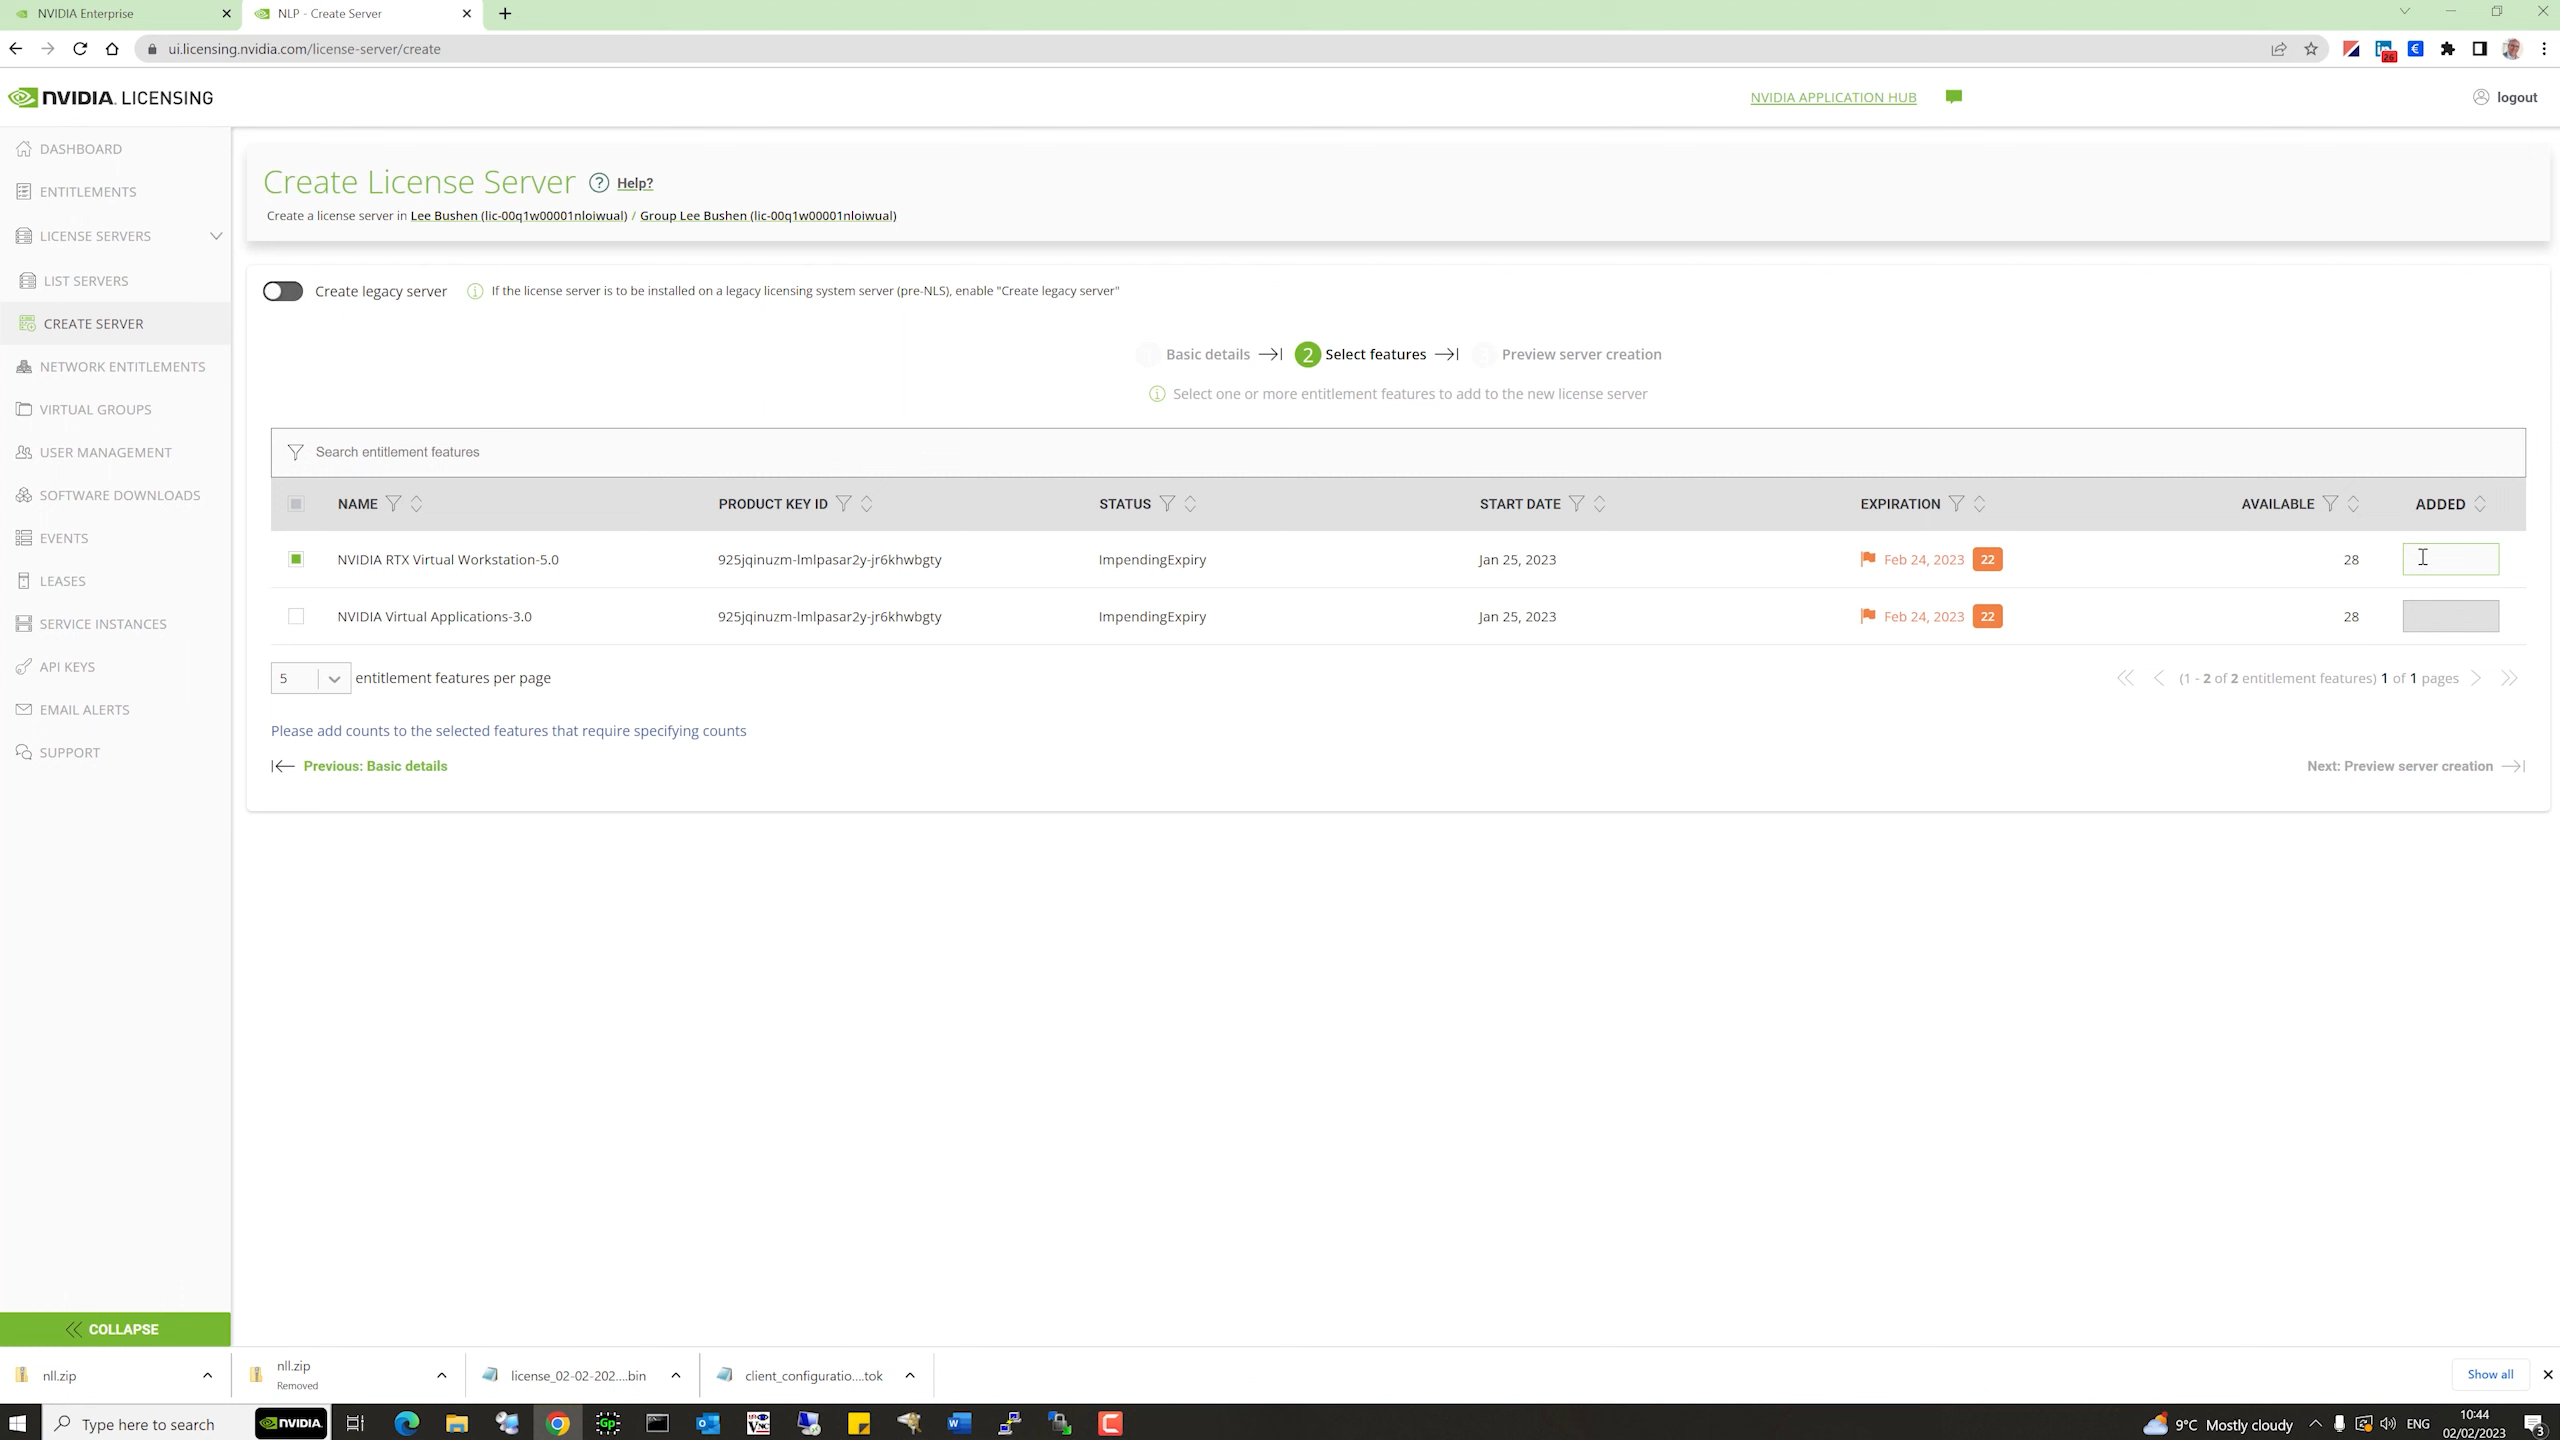 NVIDIA Enterprise
NLP - Create Server
ui.licensing.nvidia.com/license-server/create
26
NVIDIA. LICENSING
NVIDIA APPLICATION HUB
logout
DASHBOARD
ENTITLEMENTS
LICENSE SERVERS
LIST SERVERS
CREATE SERVER
NETWORK ENTITLEMENTS
VIRTUAL GROUPS
USER MANAGEMENT
SOFTWARE DOWNLOADS
EVENTS
LEASES
SERVICE INSTANCES
API KEYS
EMAIL ALERTS
SUPPORT
COLLAPSE
Create License Server ? Help?
Create a license server in Lee Bushen (lic-00q1w00001nloiwual) / Group Lee Bushen (lic-00q1w00001nloiwual)
Create legacy server If the license server is to be installed on a legacy licensing system server (pre-NLS), enable "Create legacy server"
Basic details 2 Select features 3 Preview server creation
Select one or more entitlement features to add to the new license server
Search entitlement features
NAME PRODUCT KEY ID STATUS START DATE EXPIRATION AVAILABLE ADDED
NVIDIA RTX Virtual Workstation-5.0 925jqinuzm-lmlpasar2y-jr6khwbgty ImpendingExpiry Jan 25, 2023 Feb 24, 2023 22 28
NVIDIA Virtual Applications-3.0 925jqinuzm-lmlpasar2y-jr6khwbgty ImpendingExpiry Jan 25, 2023 Feb 24, 2023 22 28
5 entitlement features per page
(1 - 2 of 2 entitlement features) 1 of 1 pages
Please add counts to the selected features that require specifying counts
Previous: Basic details
Next: Preview server creation
nll.zip
nll.zip
Removed
license_02-02-202....bin
client_configuratio....tok
Show all
Type here to search
NVIDIA.
Gp
9°C Mostly cloudy
ENG
10:44
02/02/2023
3